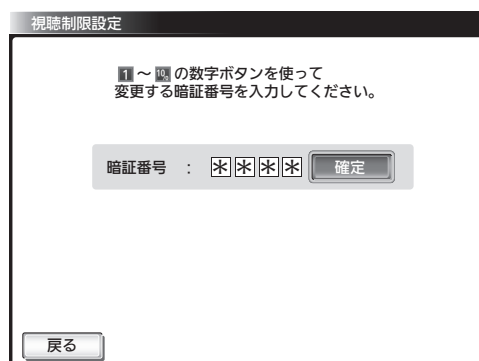 視聴制限設定
1 ～ 10 の数字ボタンを使って
変更する暗証番号を入力してください。
暗証番号 ： ＊＊＊＊ 確定
戻る